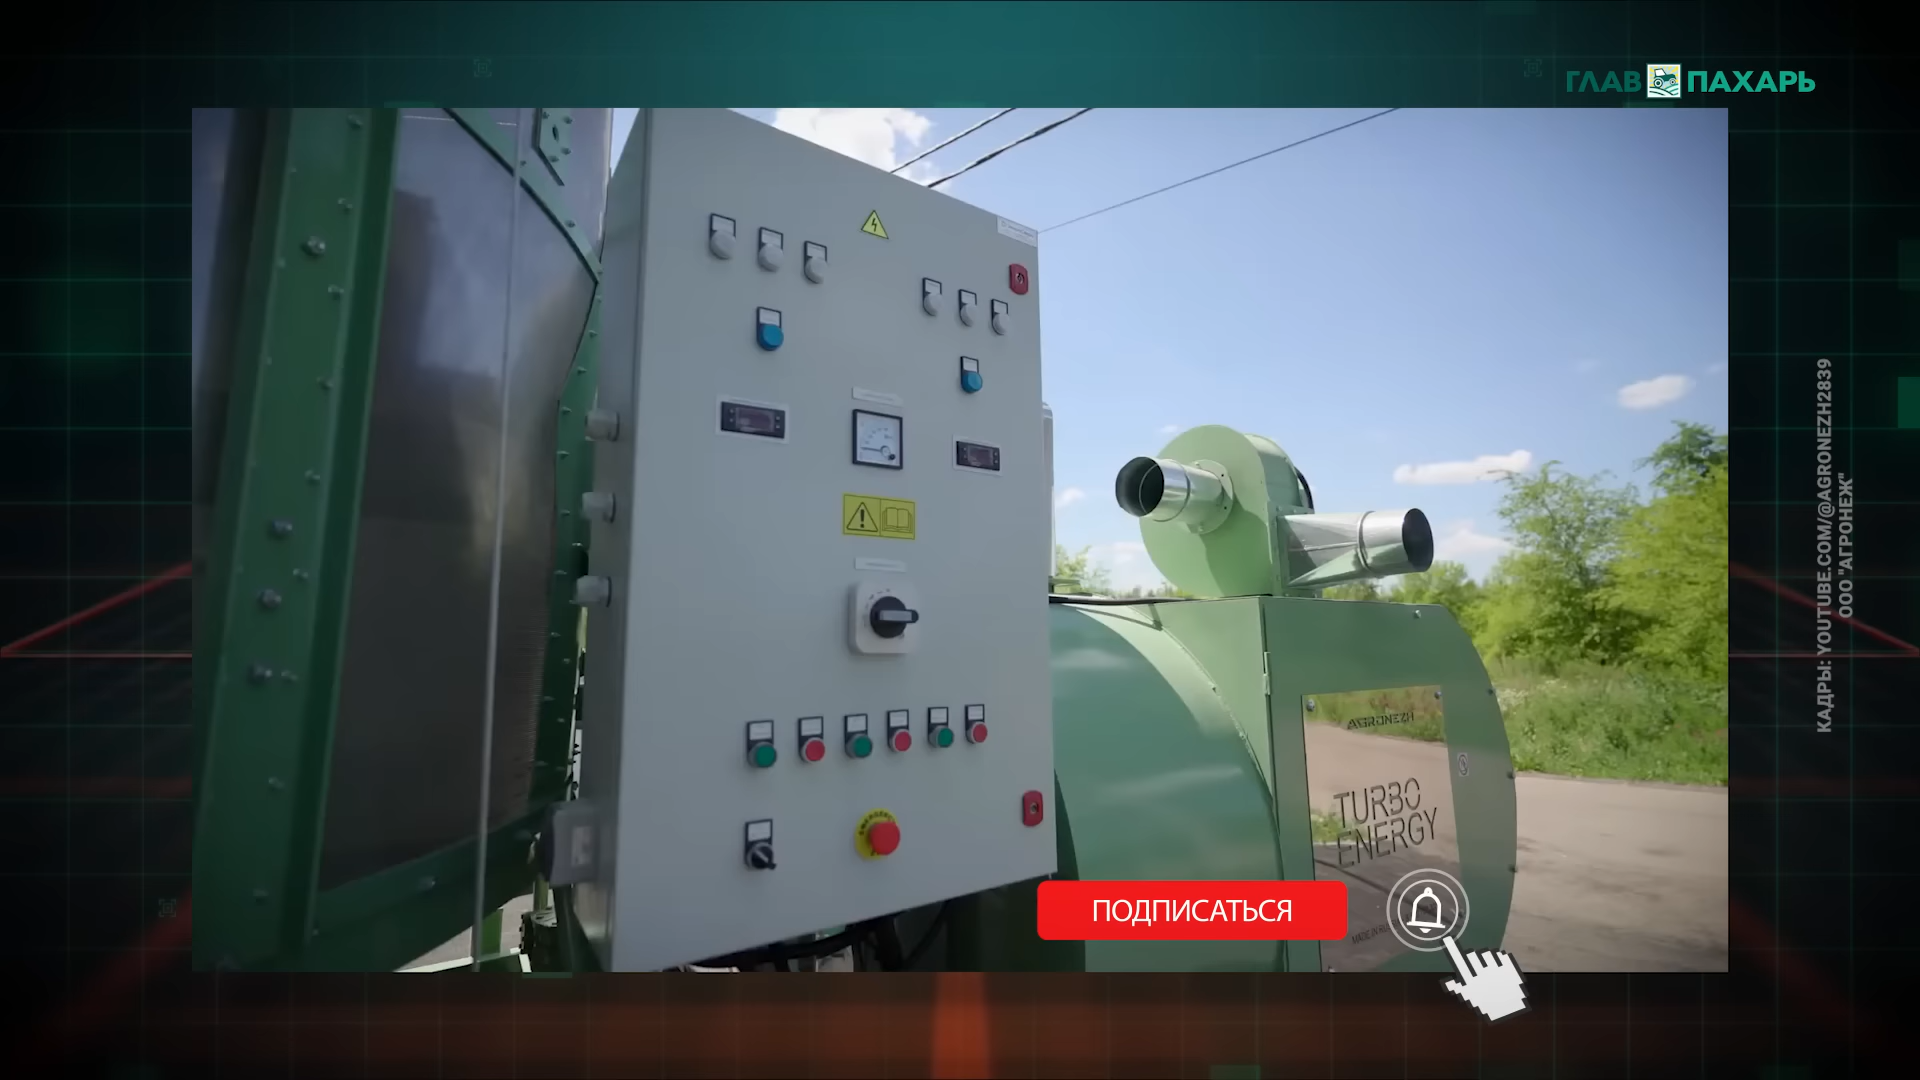 ГЛАВ ПАХАРЬ
КАДРЫ: YOUTUBE.COM/@AGRONEZH2839
ООО "АГРОНЕЖ"
AGRONEZH
TURBO
ENERGY
ПОДПИСАТЬСЯ